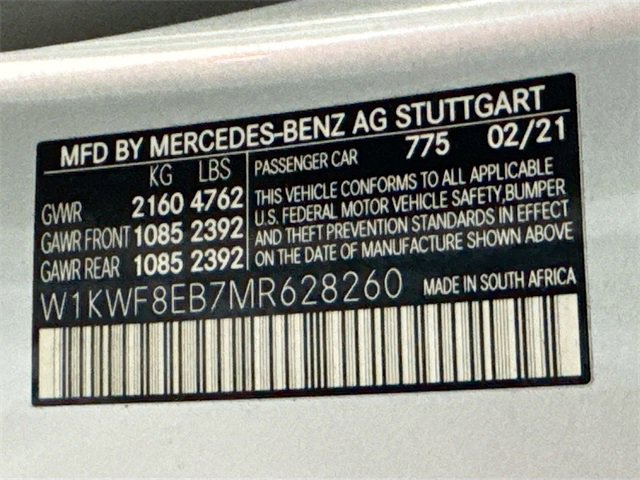 MFD BY MERCEDES-BENZ AG STUTTGART
KG LBS
GVWR 2160 4762
GAWR FRONT 1085 2392
GAWR REAR 1085 2392
PASSENGER CAR 775 02/21
THIS VEHICLE CONFORMS TO ALL APPLICABLE
U.S. FEDERAL MOTOR VEHICLE SAFETY,BUMPER
AND THEFT PREVENTION STANDARDS IN EFFECT
ON THE DATE OF MANUFACTURE SHOWN ABOVE
W1KWF8EB7MR628260 MADE IN SOUTH AFRICA